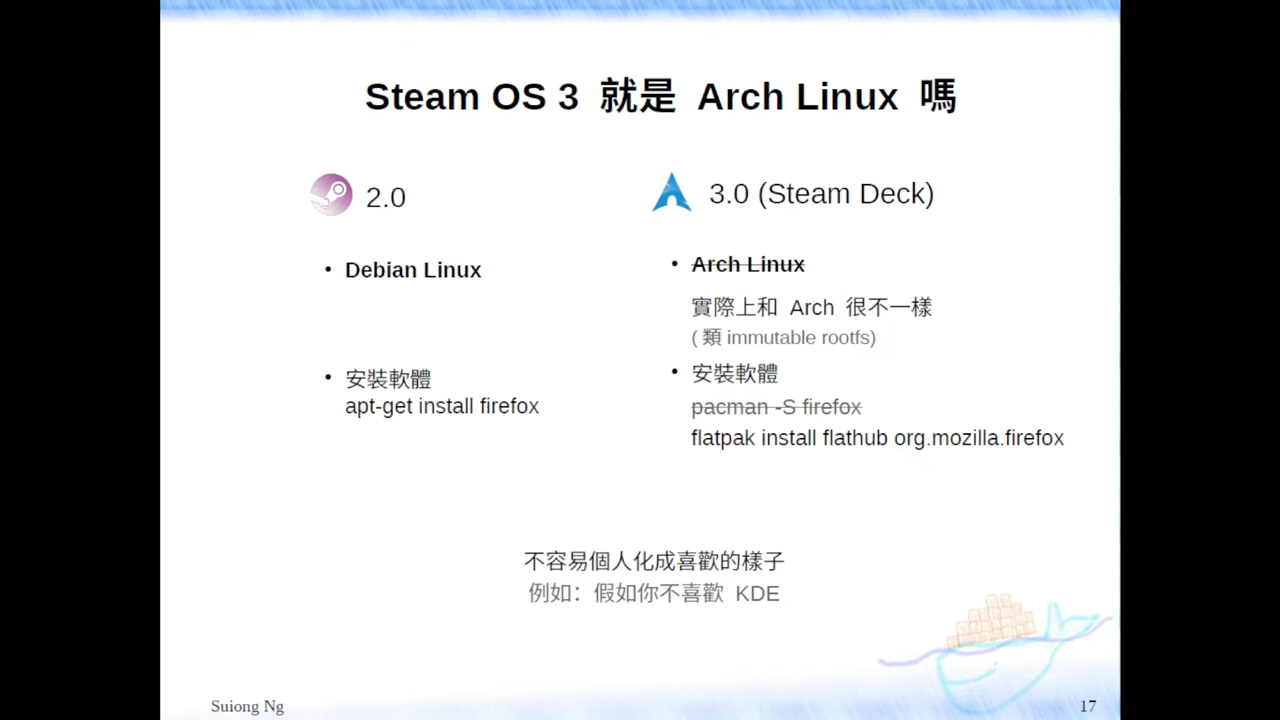 Steam OS 3 就是 Arch Linux 嗎
2.0
• Debian Linux
• 安裝軟體
apt-get install firefox
3.0 (Steam Deck)
• Arch Linux
實際上和 Arch 很不一樣
( 類 immutable rootfs)
• 安裝軟體
pacman -S firefox
flatpak install flathub org.mozilla.firefox
不容易個人化成喜歡的樣子
例如：假如你不喜歡 KDE
Suiong Ng
17